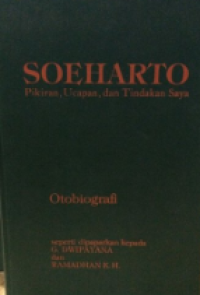 SOEHARTO
Pikiran, Ucapan, dan Tindakan Saya
Otobiografi
seperti dipaparkan kepada
G. DWIPAYANA
dan
RAMADHAN K.H.